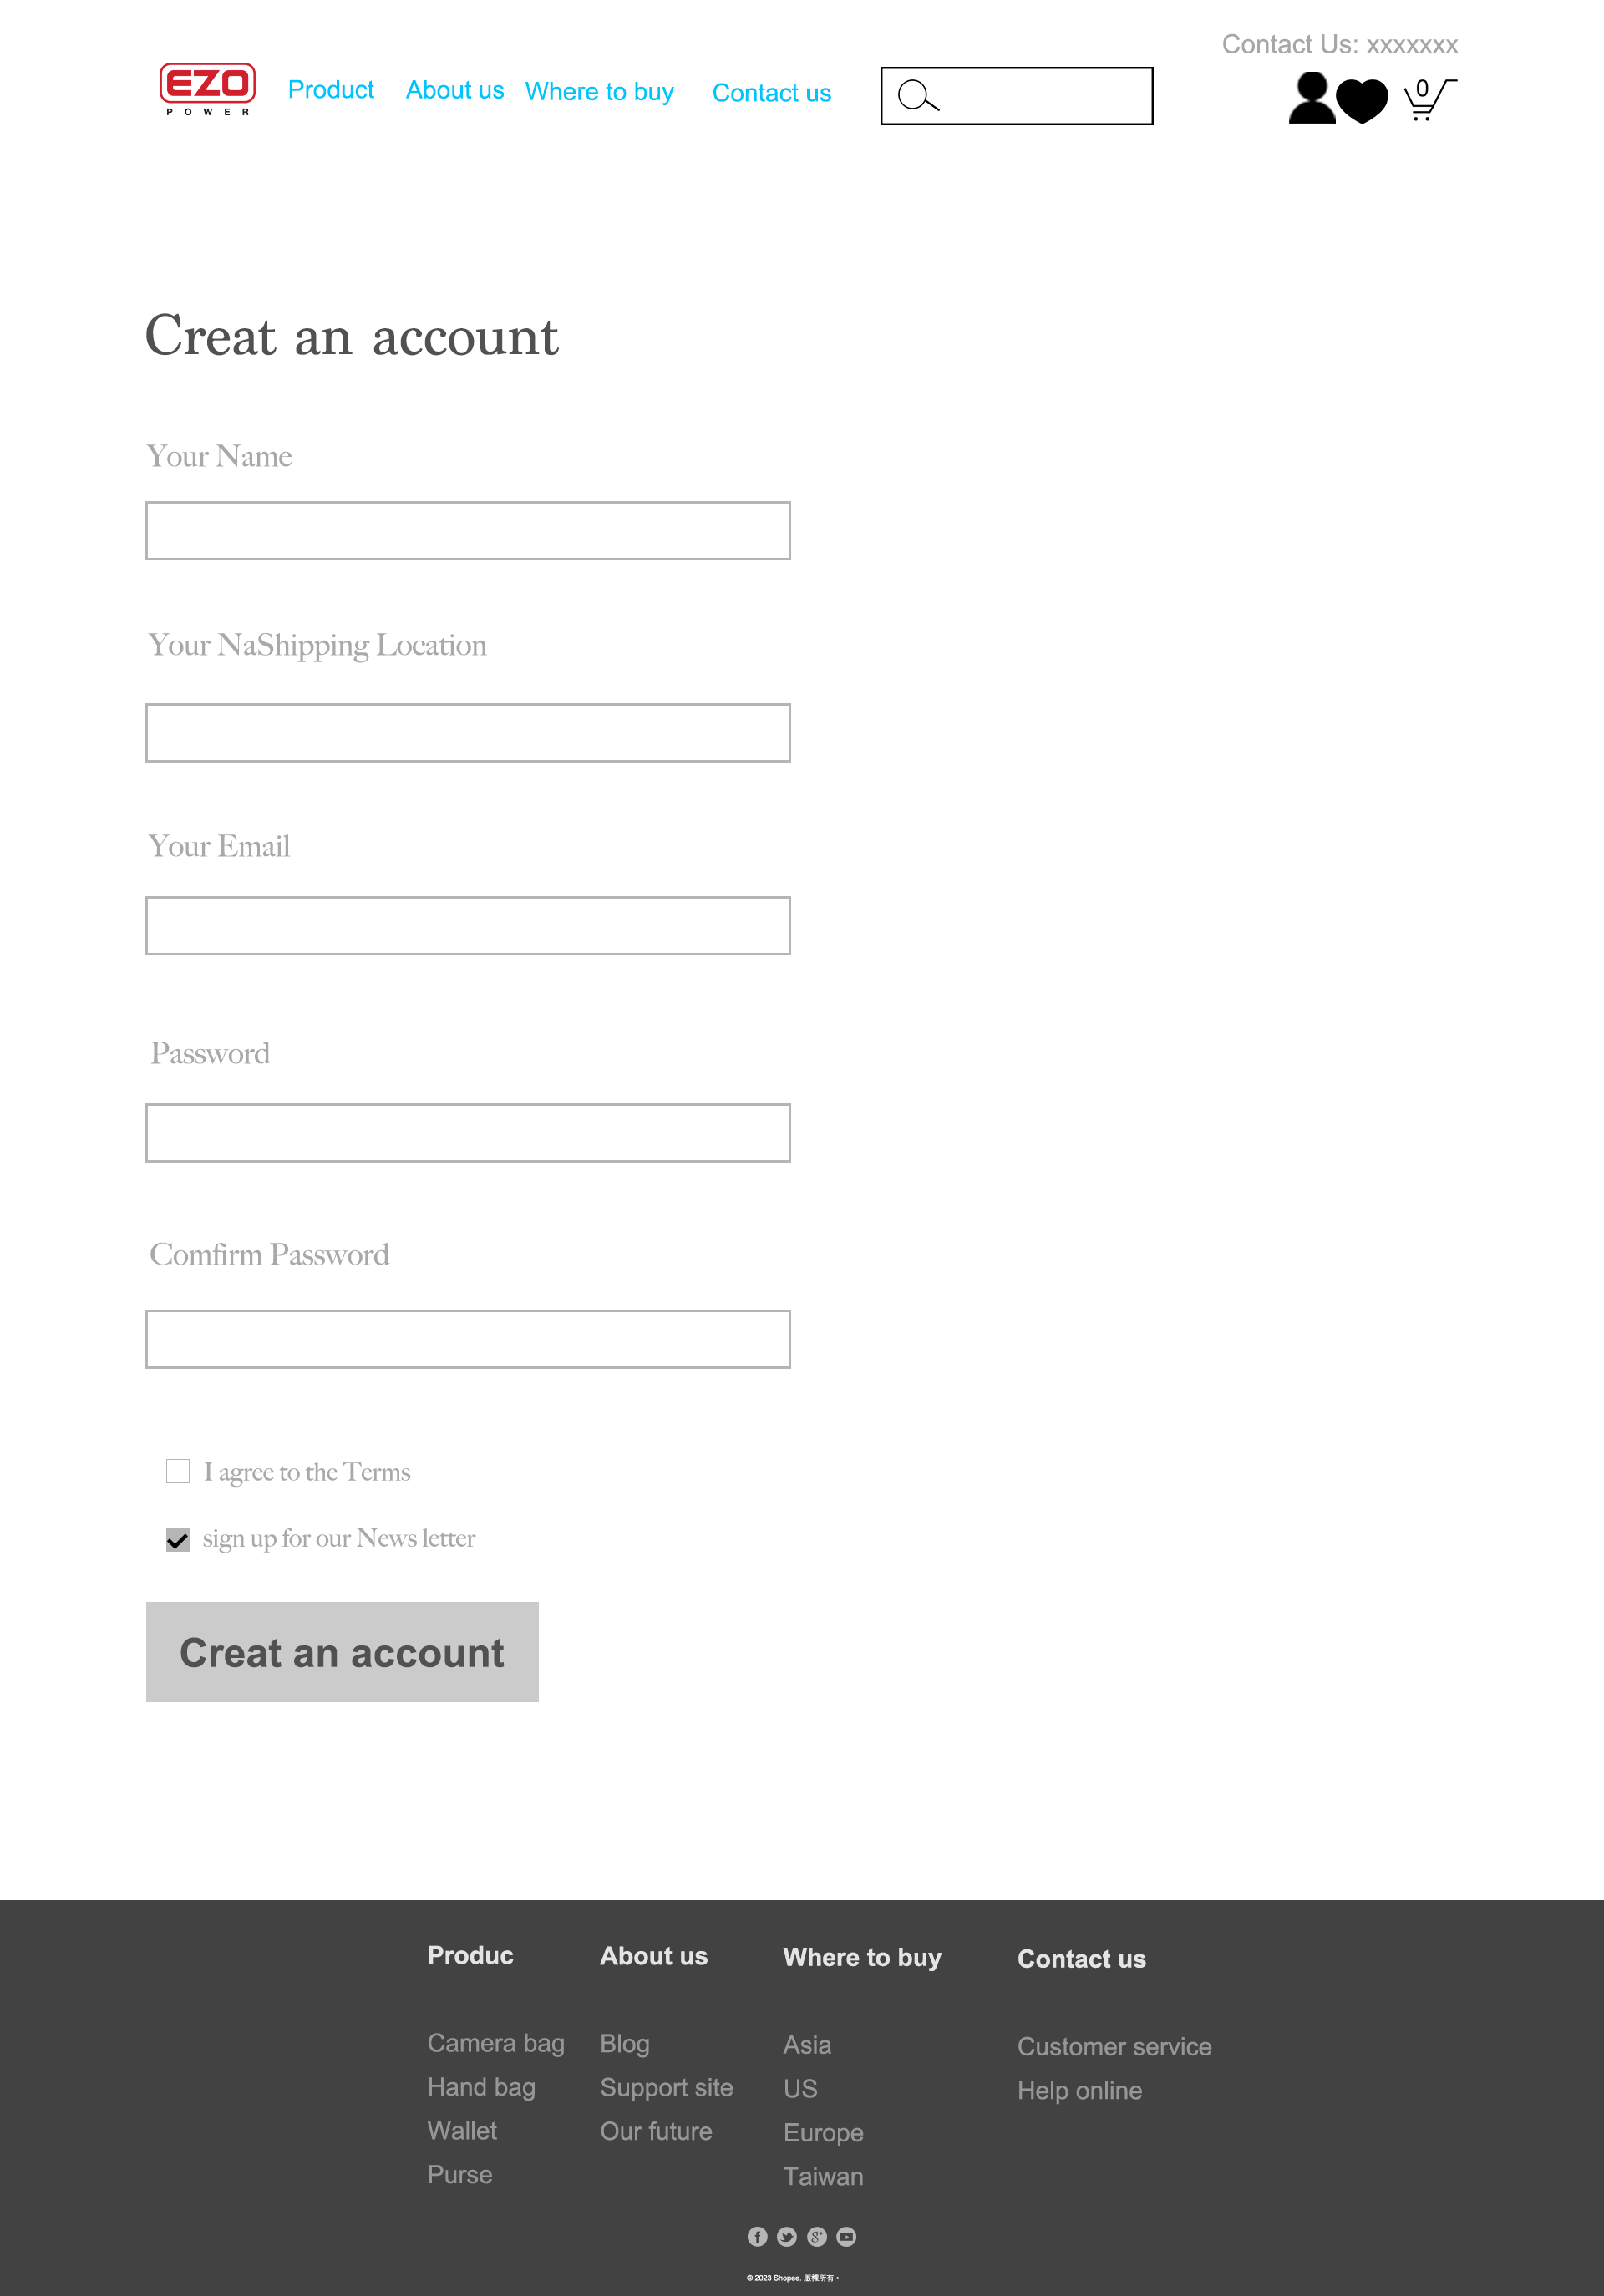 Contact Us: xxxxxxx
EZO
POWER
Product About us Where to buy Contact us
0
Creat an account
Your Name
Your NaShipping Location
Your Email
Password
Comfirm Password
I agree to the Terms
sign up for our News letter
Creat an account
Produc About us Where to buy Contact us
Camera bag Blog Asia Customer service
Hand bag Support site US Help online
Wallet Our future Europe
Purse Taiwan
© 2023 Shopee. 版權所有。